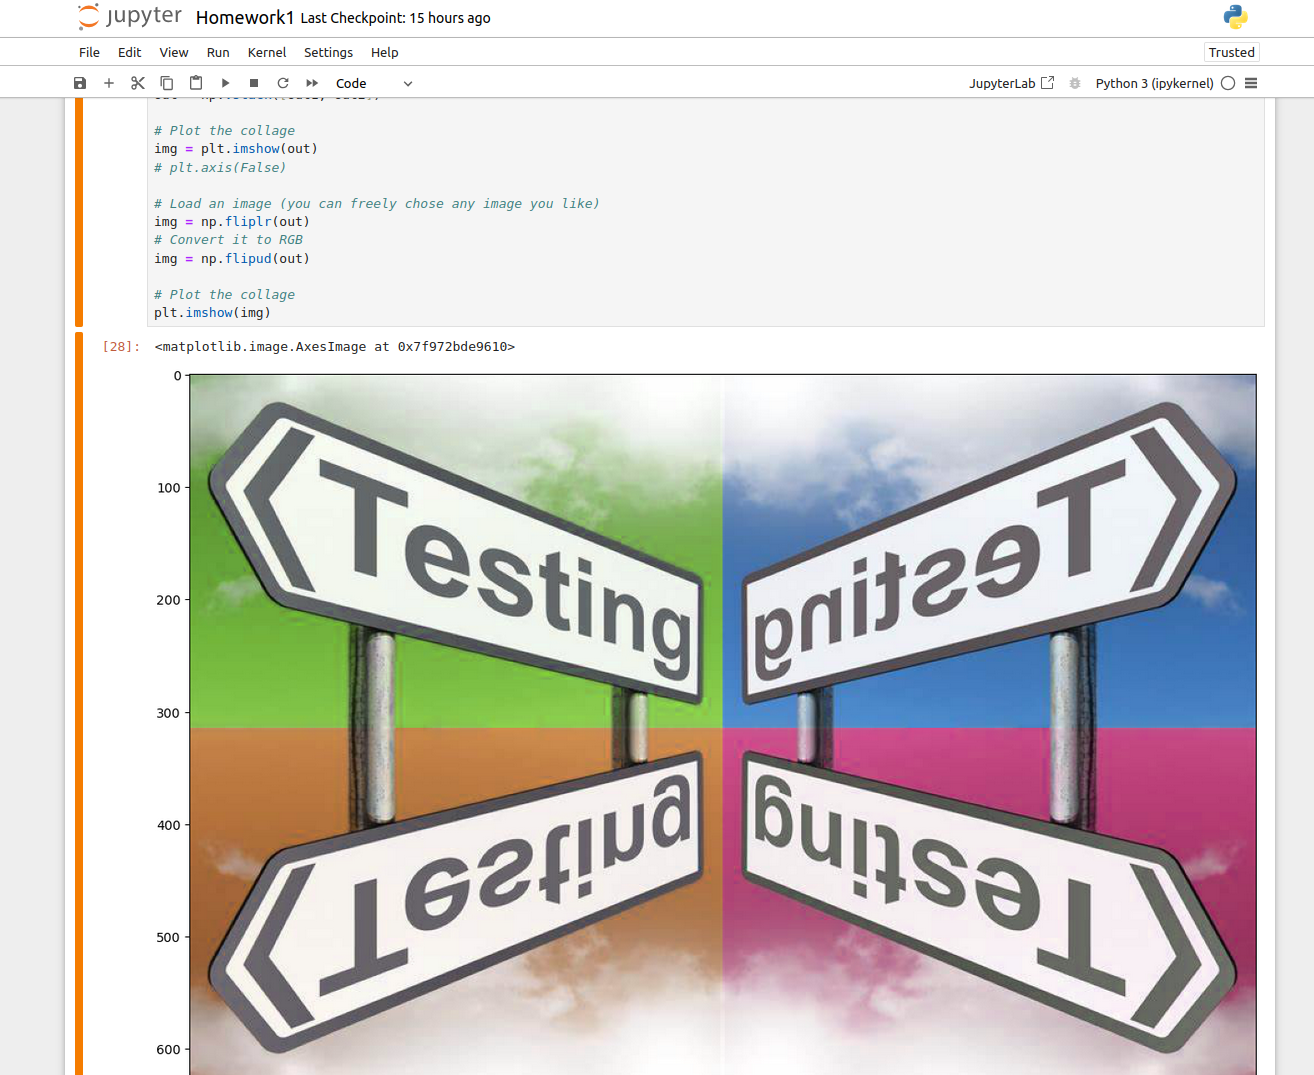 jupyter Homework1 Last Checkpoint: 15 hours ago
File Edit View Run Kernel Settings Help
Trusted
Code
JupyterLab
Python 3 (ipykernel)
# Plot the collage
img = plt.imshow(out)
# plt.axis(False)
# Load an image (you can freely chose any image you like)
img = np.fliplr(out)
# Convert it to RGB
img = np.flipud(out)
# Plot the collage
plt.imshow(img)
[28]: <matplotlib.image.AxesImage at 0x7f972bde9610>
0
100
200
300
400
500
600
Testing
Testing
Testing
Testing